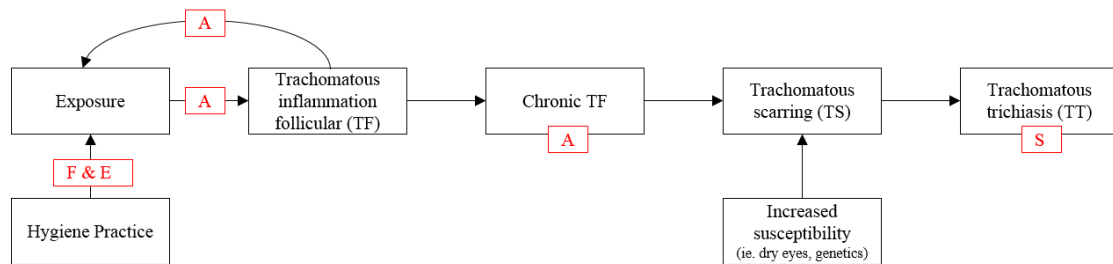 A
Exposure
A
Trachomatous
inflammation
follicular (TF)
Chronic TF
A
Trachomatous
scarring (TS)
Trachomatous
trichiasis (TT)
S
F & E
Hygiene Practice
Increased
susceptibility
(ie. dry eyes, genetics)